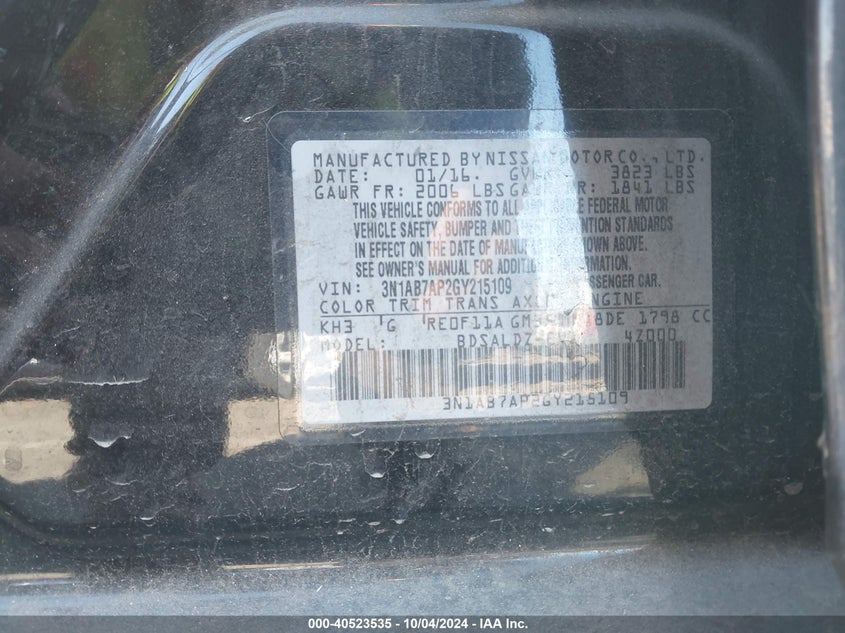 MANUFACTURED BY NISSAN MOTOR CO., LTD.
DATE: 01/16. 3823 LBS
GAWR FR: 2006 LBS 1841 LBS
THIS VEHICLE CONFORMS TO ALL FEDERAL MOTOR
VEHICLE SAFETY, BUMPER AND STANDARDS
IN EFFECT ON THE DATE OF SHOWN ABOVE.
SEE OWNER'S MANUAL FOR
VIN: 3N1AB7AP2GY215109 CAR.
COLOR TRIM TRANS ENGINE
KH3 G RE0F11A 1798 CC
MODEL: 4Z000
3N1AB7AP2GY215109
000-40523535 - 10/04/2024 - IAA Inc.